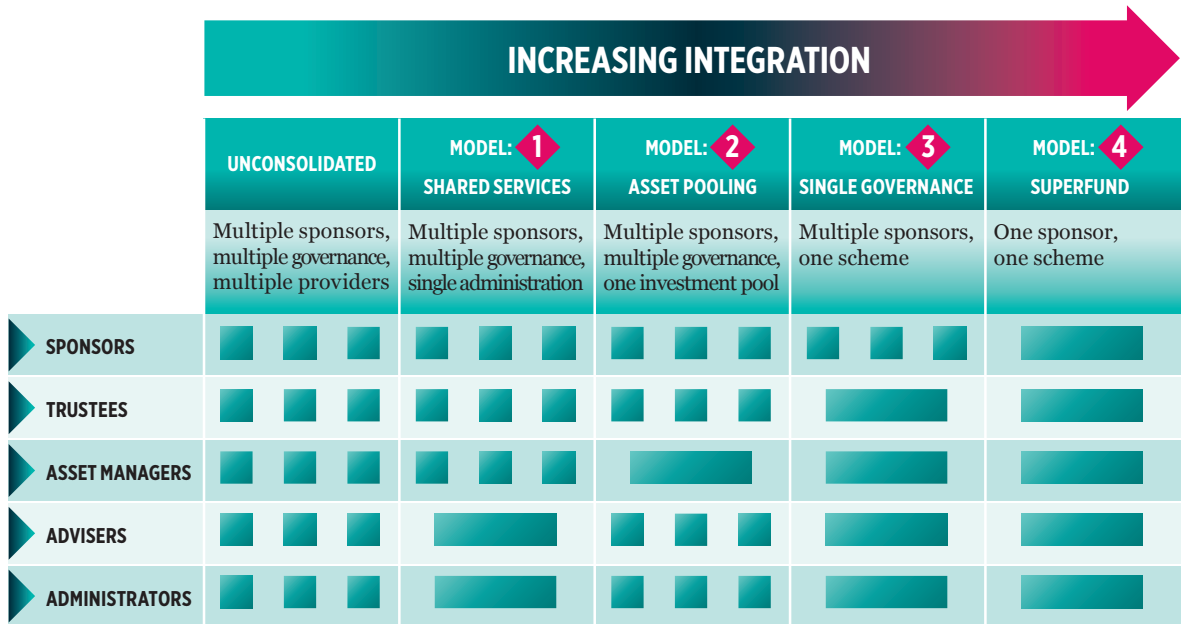 INCREASING INTEGRATION
UNCONSOLIDATED
MODEL: 1
SHARED SERVICES
MODEL: 2
ASSET POOLING
MODEL: 3
SINGLE GOVERNANCE
MODEL: 4
SUPERFUND
Multiple sponsors,
multiple governance,
multiple providers
Multiple sponsors,
multiple governance,
single administration
Multiple sponsors,
multiple governance,
one investment pool
Multiple sponsors,
one scheme
One sponsor,
one scheme
SPONSORS
TRUSTEES
ASSET MANAGERS
ADVISERS
ADMINISTRATORS